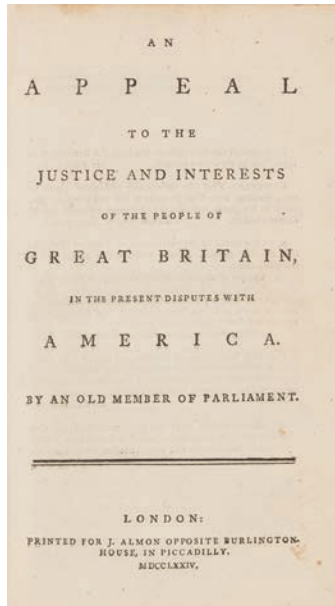 AN
APPEAL
TO THE
JUSTICE AND INTERESTS
OF THE PEOPLE OF
GREAT BRITAIN,
IN THE PRESENT DISPUTES WITH
AMERICA.
BY AN OLD MEMBER OF PARLIAMENT.
LONDON:
PRINTED FOR J. ALMON OPPOSITE BURLINGTON-
HOUSE, IN PICCADILLY.
MDCCLXXIV.